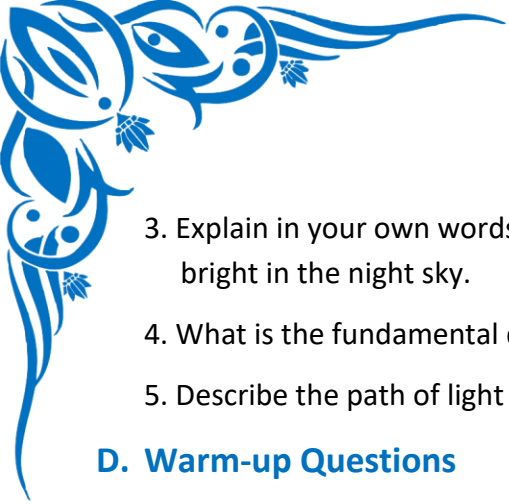 3. Explain in your own words
bright in the night sky.
4. What is the fundamental
5. Describe the path of light
D. Warm-up Questions